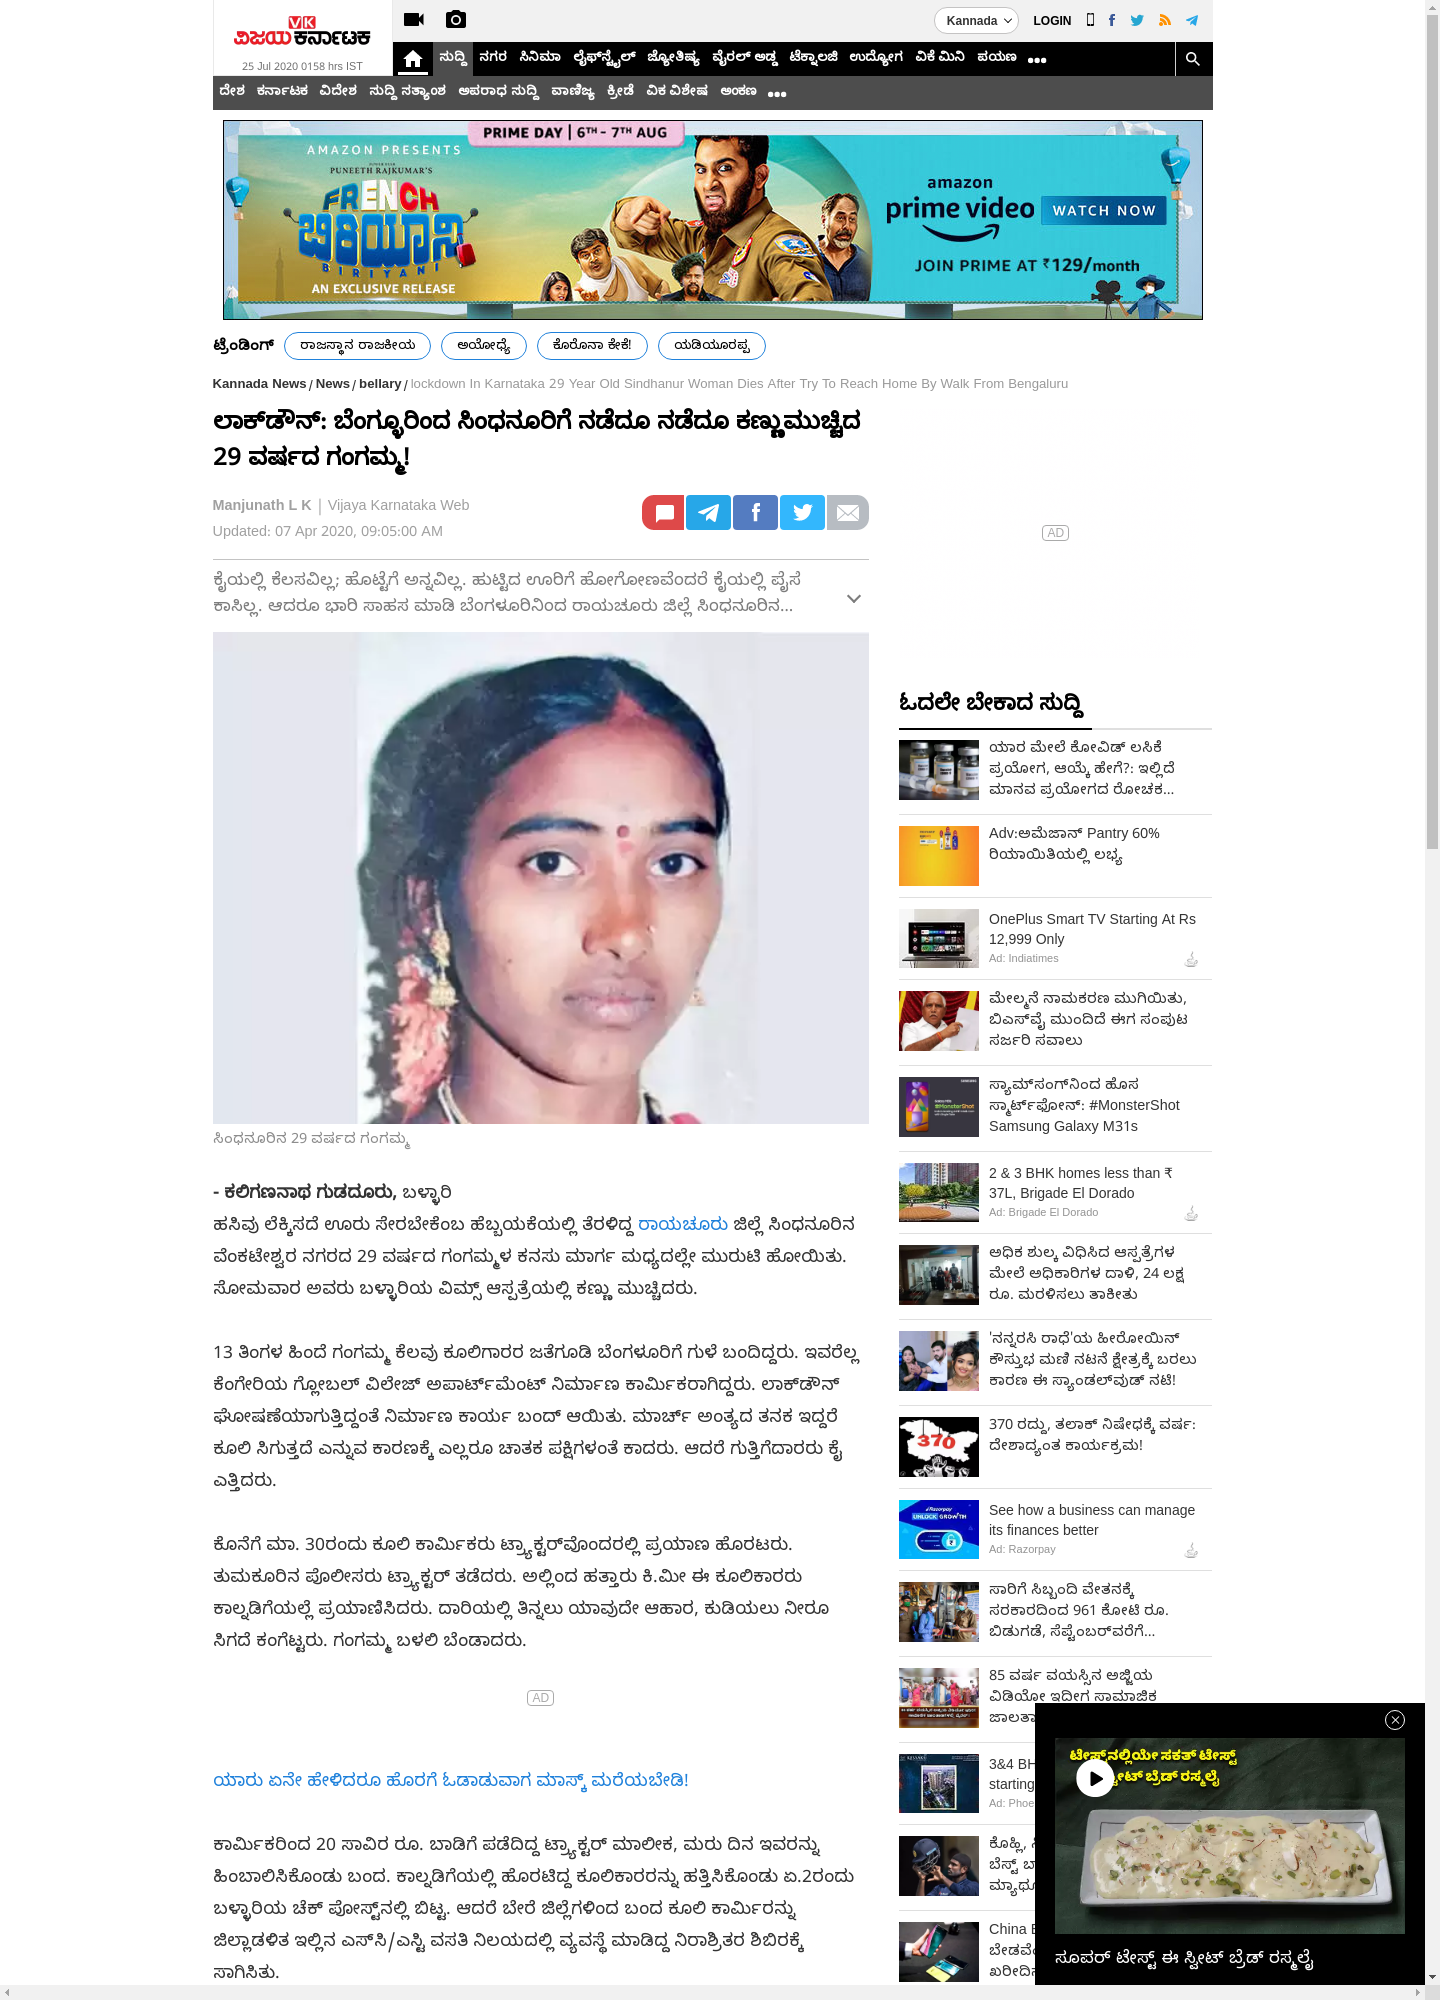 ವಿಜಯ ಕರ್ನಾಟಕ
VK
25 Jul 2020 0158 hrs IST
Kannada
LOGIN
ಸುದ್ದಿ ನಗರ ಸಿನಿಮಾ ಲೈಫ್‌ಸ್ಟೈಲ್ ಜ್ಯೋತಿಷ್ಯ ವೈರಲ್ ಅಡ್ಡ ಟೆಕ್ನಾಲಜಿ ಉದ್ಯೋಗ ವಿಕೆ ಮಿನಿ ಪಯಣ
ದೇಶ ಕರ್ನಾಟಕ ವಿದೇಶ ಸುದ್ದಿ ಸತ್ಯಾಂಶ ಅಪರಾಧ ಸುದ್ದಿ ವಾಣಿಜ್ಯ ಕ್ರೀಡೆ ವಿಕ ವಿಶೇಷ ಅಂಕಣ
PRIME DAY | 6TH - 7TH AUG
AMAZON PRESENTS
PUNEETH RAJKUMAR'S
FRENCH
ಬಿರಿಯಾನಿ
BIRIYANI
AN EXCLUSIVE RELEASE
amazon
prime video
WATCH NOW
JOIN PRIME AT ₹129/month
ಟ್ರೆಂಡಿಂಗ್ ರಾಜಸ್ಥಾನ ರಾಜಕೀಯ ಅಯೋಧ್ಯೆ ಕೊರೊನಾ ಕೇಕೆ! ಯಡಿಯೂರಪ್ಪ
Kannada News / News / bellary / lockdown In Karnataka 29 Year Old Sindhanur Woman Dies After Try To Reach Home By Walk From Bengaluru
ಲಾಕ್‌ಡೌನ್: ಬೆಂಗ್ಳೂರಿಂದ ಸಿಂಧನೂರಿಗೆ ನಡೆದೂ ನಡೆದೂ ಕಣ್ಣುಮುಚ್ಚಿದ
29 ವರ್ಷದ ಗಂಗಮ್ಮ!
Manjunath L K | Vijaya Karnataka Web
Updated: 07 Apr 2020, 09:05:00 AM
ಕೈಯಲ್ಲಿ ಕೆಲಸವಿಲ್ಲ; ಹೊಟ್ಟೆಗೆ ಅನ್ನವಿಲ್ಲ. ಹುಟ್ಟಿದ ಊರಿಗೆ ಹೋಗೋಣವೆಂದರೆ ಕೈಯಲ್ಲಿ ಪೈಸೆ
ಕಾಸಿಲ್ಲ. ಆದರೂ ಭಾರಿ ಸಾಹಸ ಮಾಡಿ ಬೆಂಗಳೂರಿನಿಂದ ರಾಯಚೂರು ಜಿಲ್ಲೆ ಸಿಂಧನೂರಿನ...
ಸಿಂಧನೂರಿನ 29 ವರ್ಷದ ಗಂಗಮ್ಮ
- ಕಲಿಗಣನಾಥ ಗುಡದೂರು, ಬಳ್ಳಾರಿ
ಹಸಿವು ಲೆಕ್ಕಿಸದೆ ಊರು ಸೇರಬೇಕೆಂಬ ಹೆಬ್ಬಯಕೆಯಲ್ಲಿ ತೆರಳಿದ್ದ ರಾಯಚೂರು ಜಿಲ್ಲೆ ಸಿಂಧನೂರಿನ
ವೆಂಕಟೇಶ್ವರ ನಗರದ 29 ವರ್ಷದ ಗಂಗಮ್ಮಳ ಕನಸು ಮಾರ್ಗ ಮಧ್ಯದಲ್ಲೇ ಮುರುಟಿ ಹೋಯಿತು.
ಸೋಮವಾರ ಅವರು ಬಳ್ಳಾರಿಯ ವಿಮ್ಸ್ ಆಸ್ಪತ್ರೆಯಲ್ಲಿ ಕಣ್ಣು ಮುಚ್ಚಿದರು.
13 ತಿಂಗಳ ಹಿಂದೆ ಗಂಗಮ್ಮ ಕೆಲವು ಕೂಲಿಗಾರರ ಜತೆಗೂಡಿ ಬೆಂಗಳೂರಿಗೆ ಗುಳೆ ಬಂದಿದ್ದರು. ಇವರೆಲ್ಲ
ಕೆಂಗೇರಿಯ ಗ್ಲೋಬಲ್ ವಿಲೇಜ್ ಅಪಾರ್ಟ್‌ಮೆಂಟ್ ನಿರ್ಮಾಣ ಕಾರ್ಮಿಕರಾಗಿದ್ದರು. ಲಾಕ್‌ಡೌನ್
ಘೋಷಣೆಯಾಗುತ್ತಿದ್ದಂತೆ ನಿರ್ಮಾಣ ಕಾರ್ಯ ಬಂದ್ ಆಯಿತು. ಮಾರ್ಚ್ ಅಂತ್ಯದ ತನಕ ಇದ್ದರೆ
ಕೂಲಿ ಸಿಗುತ್ತದೆ ಎನ್ನುವ ಕಾರಣಕ್ಕೆ ಎಲ್ಲರೂ ಚಾತಕ ಪಕ್ಷಿಗಳಂತೆ ಕಾದರು. ಆದರೆ ಗುತ್ತಿಗೆದಾರರು ಕೈ
ಎತ್ತಿದರು.
ಕೊನೆಗೆ ಮಾ. 30ರಂದು ಕೂಲಿ ಕಾರ್ಮಿಕರು ಟ್ರ್ಯಾಕ್ಟರ್‌ವೊಂದರಲ್ಲಿ ಪ್ರಯಾಣ ಹೊರಟರು.
ತುಮಕೂರಿನ ಪೊಲೀಸರು ಟ್ರ್ಯಾಕ್ಟರ್ ತಡೆದರು. ಅಲ್ಲಿಂದ ಹತ್ತಾರು ಕಿ.ಮೀ ಈ ಕೂಲಿಕಾರರು
ಕಾಲ್ನಡಿಗೆಯಲ್ಲೆ ಪ್ರಯಾಣಿಸಿದರು. ದಾರಿಯಲ್ಲಿ ತಿನ್ನಲು ಯಾವುದೇ ಆಹಾರ, ಕುಡಿಯಲು ನೀರೂ
ಸಿಗದೆ ಕಂಗೆಟ್ಟರು. ಗಂಗಮ್ಮ ಬಳಲಿ ಬೆಂಡಾದರು.
AD
ಯಾರು ಏನೇ ಹೇಳಿದರೂ ಹೊರಗೆ ಓಡಾಡುವಾಗ ಮಾಸ್ಕ್ ಮರೆಯಬೇಡಿ!
ಕಾರ್ಮಿಕರಿಂದ 20 ಸಾವಿರ ರೂ. ಬಾಡಿಗೆ ಪಡೆದಿದ್ದ ಟ್ರ್ಯಾಕ್ಟರ್ ಮಾಲೀಕ, ಮರು ದಿನ ಇವರನ್ನು
ಹಿಂಬಾಲಿಸಿಕೊಂಡು ಬಂದ. ಕಾಲ್ನಡಿಗೆಯಲ್ಲಿ ಹೊರಟಿದ್ದ ಕೂಲಿಕಾರರನ್ನು ಹತ್ತಿಸಿಕೊಂಡು ಏ.2ರಂದು
ಬಳ್ಳಾರಿಯ ಚೆಕ್ ಪೋಸ್ಟ್‌ನಲ್ಲಿ ಬಿಟ್ಟ. ಆದರೆ ಬೇರೆ ಜಿಲ್ಲೆಗಳಿಂದ ಬಂದ ಕೂಲಿ ಕಾರ್ಮಿರನ್ನು
ಜಿಲ್ಲಾಡಳಿತ ಇಲ್ಲಿನ ಎಸ್‌ಸಿ/ಎಸ್ಟಿ ವಸತಿ ನಿಲಯದಲ್ಲಿ ವ್ಯವಸ್ಥೆ ಮಾಡಿದ್ದ ನಿರಾಶ್ರಿತರ ಶಿಬಿರಕ್ಕೆ
ಸಾಗಿಸಿತು.
AD
ಓದಲೇ ಬೇಕಾದ ಸುದ್ದಿ
ಯಾರ ಮೇಲೆ ಕೋವಿಡ್ ಲಸಿಕೆ
ಪ್ರಯೋಗ, ಆಯ್ಕೆ ಹೇಗೆ?: ಇಲ್ಲಿದೆ
ಮಾನವ ಪ್ರಯೋಗದ ರೋಚಕ...
Adv:ಅಮೆಜಾನ್ Pantry 60%
ರಿಯಾಯಿತಿಯಲ್ಲಿ ಲಭ್ಯ
OnePlus Smart TV Starting At Rs
12,999 Only
Ad: Indiatimes
ಮೇಲ್ಮನೆ ನಾಮಕರಣ ಮುಗಿಯಿತು,
ಬಿಎಸ್‌ವೈ ಮುಂದಿದೆ ಈಗ ಸಂಪುಟ
ಸರ್ಜರಿ ಸವಾಲು
ಸ್ಯಾಮ್‌ಸಂಗ್‌ನಿಂದ ಹೊಸ
ಸ್ಮಾರ್ಟ್‌ಫೋನ್: #MonsterShot
Samsung Galaxy M31s
#MonsterShot
2 & 3 BHK homes less than ₹
37L, Brigade El Dorado
Ad: Brigade El Dorado
ಅಧಿಕ ಶುಲ್ಕ ವಿಧಿಸಿದ ಆಸ್ಪತ್ರೆಗಳ
ಮೇಲೆ ಅಧಿಕಾರಿಗಳ ದಾಳಿ, 24 ಲಕ್ಷ
ರೂ. ಮರಳಿಸಲು ತಾಕೀತು
'ನನ್ನರಸಿ ರಾಧೆ'ಯ ಹೀರೋಯಿನ್
ಕೌಸ್ತುಭ ಮಣಿ ನಟನೆ ಕ್ಷೇತ್ರಕ್ಕೆ ಬರಲು
ಕಾರಣ ಈ ಸ್ಯಾಂಡಲ್‌ವುಡ್ ನಟಿ!
370
370 ರದ್ದು, ತಲಾಕ್ ನಿಷೇಧಕ್ಕೆ ವರ್ಷ:
ದೇಶಾದ್ಯಂತ ಕಾರ್ಯಕ್ರಮ!
Razorpay
UNLOCK GROWTH
See how a business can manage
its finances better
Ad: Razorpay
ಸಾರಿಗೆ ಸಿಬ್ಬಂದಿ ವೇತನಕ್ಕೆ
ಸರಕಾರದಿಂದ 961 ಕೋಟಿ ರೂ.
ಬಿಡುಗಡೆ, ಸೆಪ್ಟೆಂಬರ್‌ವರೆಗೆ...
85 ವರ್ಷ ವಯಸ್ಸಿನ ಅಜ್ಜಿಯ
ವಿಡಿಯೋ ಇದೀಗ ಸಾಮಾಜಿಕ
3&4 BH
starting
Ad: Phoe
ಕೊಹ್ಲಿ,
ಬೆಸ್ಟ್
China
ಟೇಸ್ಟ್‌ನಲ್ಲಿಯೇ ಸಕತ್ ಟೇಸ್ಟ್
ಬ್ರೆಡ್ ರಸ್ಮಲೈ
ಸೂಪರ್ ಟೇಸ್ಟ್ ಈ ಸ್ವೀಟ್ ಬ್ರೆಡ್ ರಸ್ಮಲೈ